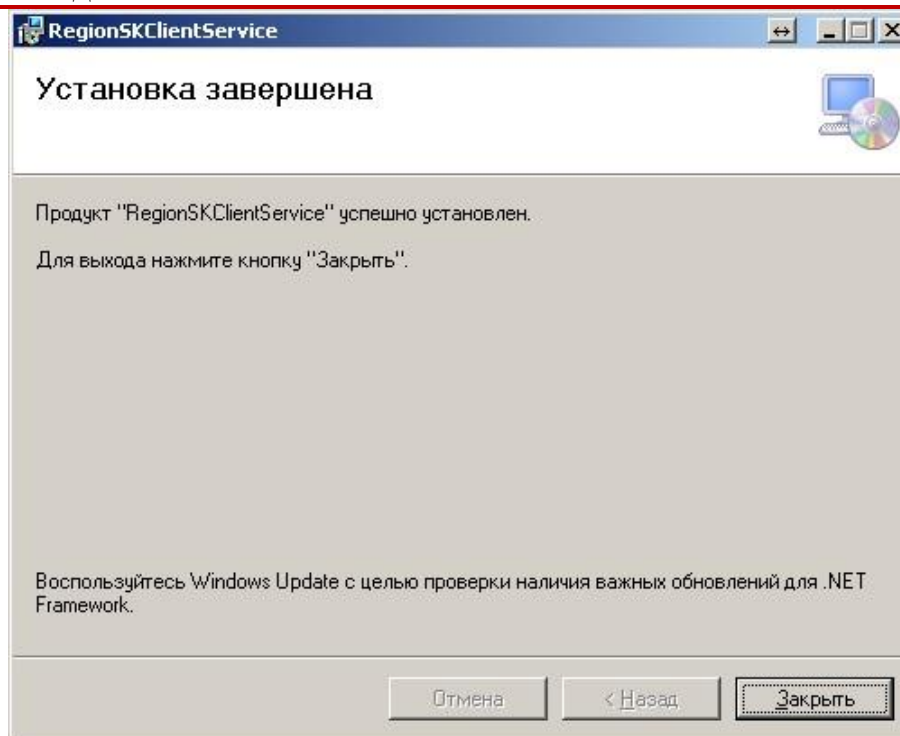 RegionSKClientService
Установка завершена
Продукт "RegionSKClientService" успешно установлен.
Для выхода нажмите кнопку "Закрыть".
Воспользуйтесь Windows Update с целью проверки наличия важных обновлений для .NET
Framework.
Отмена
< Назад
Закрыть